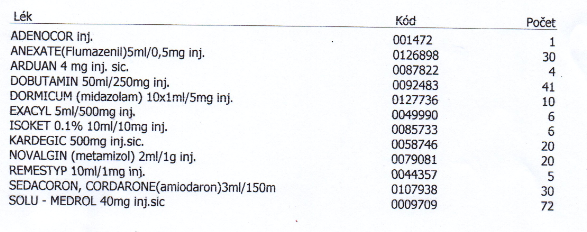 Lék Kód Počet
ADENOCOR inj. 001472 1
ANEXATE(Flumazenil)5ml/0,5mg inj. 0126898 30
ARDUAN 4 mg inj. sic. 0087822 4
DOBUTAMIN 50ml/250mg inj. 0092483 41
DORMICUM (midazolam) 10x1ml/5mg inj. 0127736 10
EXACYL 5ml/500mg inj. 0049990 6
ISOKET 0.1% 10ml/10mg inj. 0085733 6
KARDEGIC 500mg inj.sic. 0058746 20
NOVALGIN (metamizol) 2ml/1g inj. 0079081 20
REMESTYP 10ml/1mg inj. 0044357 5
SEDACORON, CORDARONE(amiodaron)3ml/150m 0107938 30
SOLU - MEDROL 40mg inj.sic 0009709 72